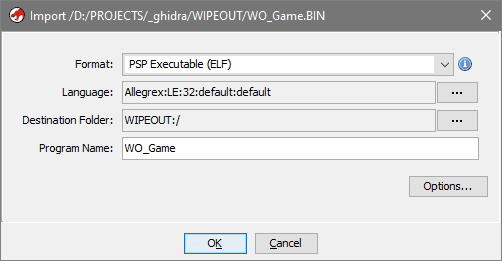 Import /D:/PROJECTS/_ghidra/WIPEOUT/WO_Game.BIN
Format: PSP Executable (ELF)
Language: Allegrex:LE:32:default:default ...
Destination Folder: WIPEOUT:/ ...
Program Name: WO_Game
Options...
OK Cancel